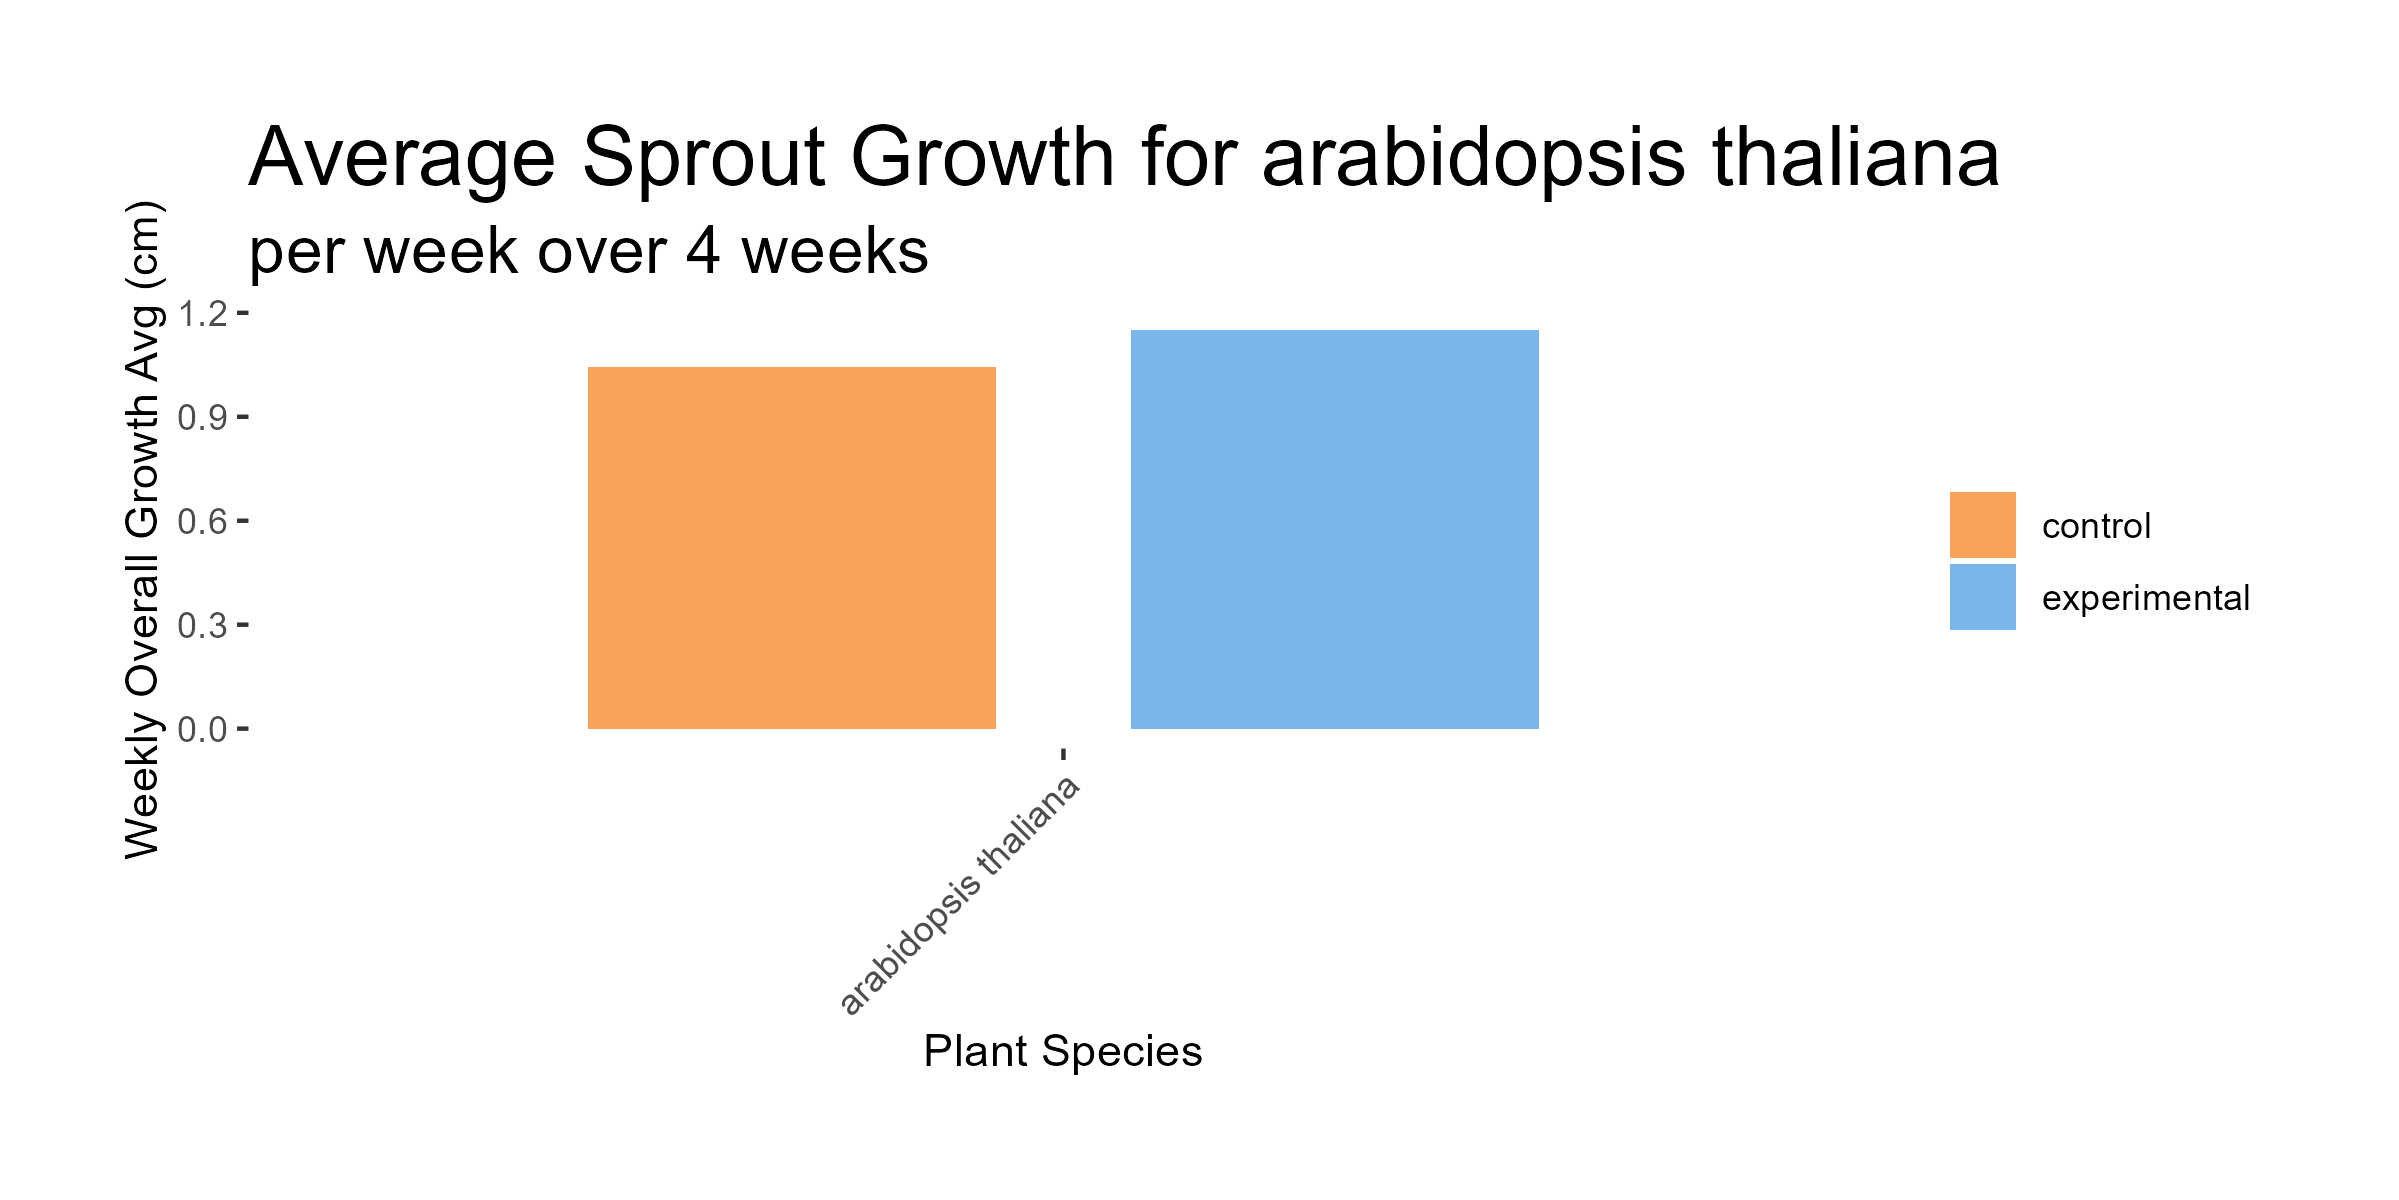 Average Sprout Growth for arabidopsis thaliana
per week over 4 weeks
Weekly Overall Growth Avg (cm)
1.2
0.9
0.6
0.3
0.0
control
experimental
arabidopsis thaliana
Plant Species